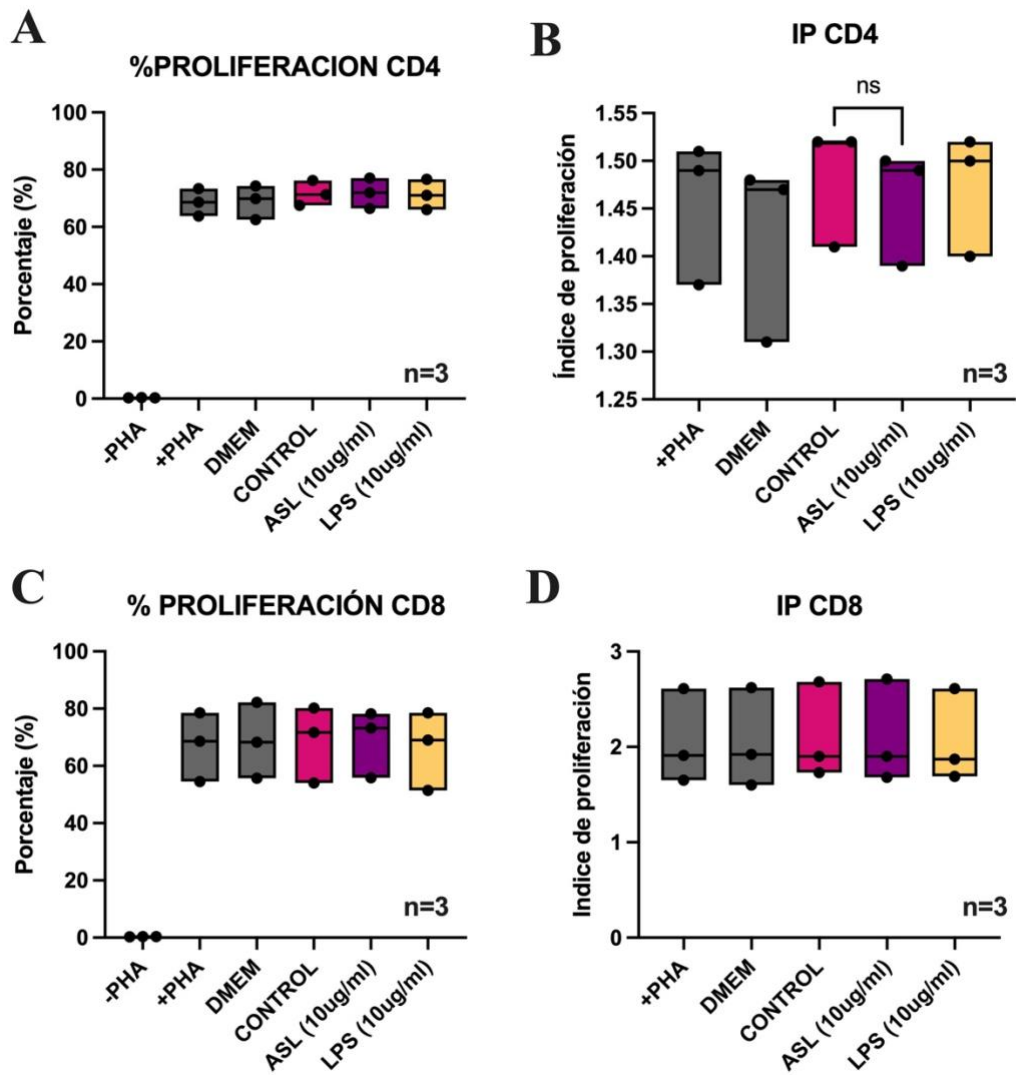 A
%PROLIFERACION CD4
Porcentaje (%)
100
80
60
40
20
0
n=3
-PHA
+PHA
DMEM
CONTROL
ASL (10ug/ml)
LPS (10ug/ml)
B
IP CD4
ns
Índice de proliferación
1.55
1.50
1.45
1.40
1.35
1.30
1.25
n=3
+PHA
DMEM
CONTROL
ASL (10ug/ml)
LPS (10ug/ml)
C
% PROLIFERACIÓN CD8
Porcentaje (%)
100
80
60
40
20
0
n=3
-PHA
+PHA
DMEM
CONTROL
ASL (10ug/ml)
LPS (10ug/ml)
D
IP CD8
Indice de proliferación
3
2
1
0
n=3
+PHA
DMEM
CONTROL
ASL (10ug/ml)
LPS (10ug/ml)